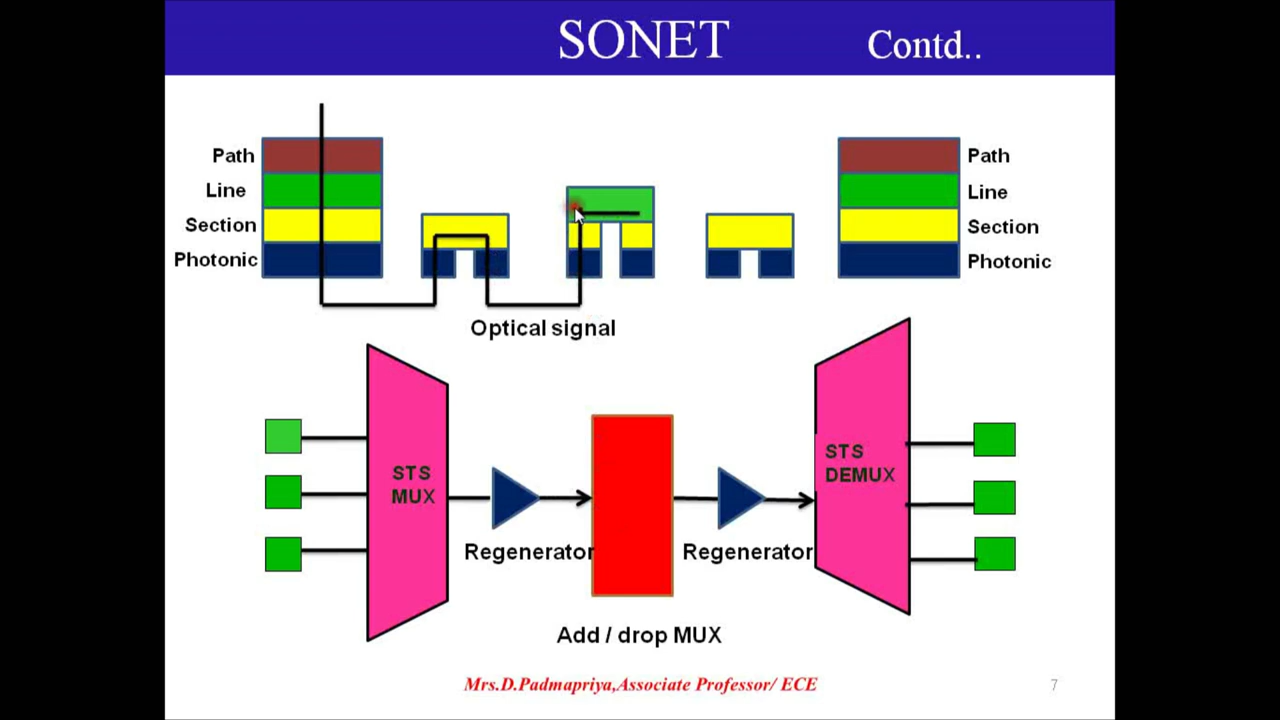 SONET Contd..
Path
Line
Section
Photonic
Path
Line
Section
Photonic
Optical signal
STS
MUX
STS
DEMUX
Regenerator
Regenerator
Add / drop MUX
Mrs.D.Padmapriya,Associate Professor/ ECE
7